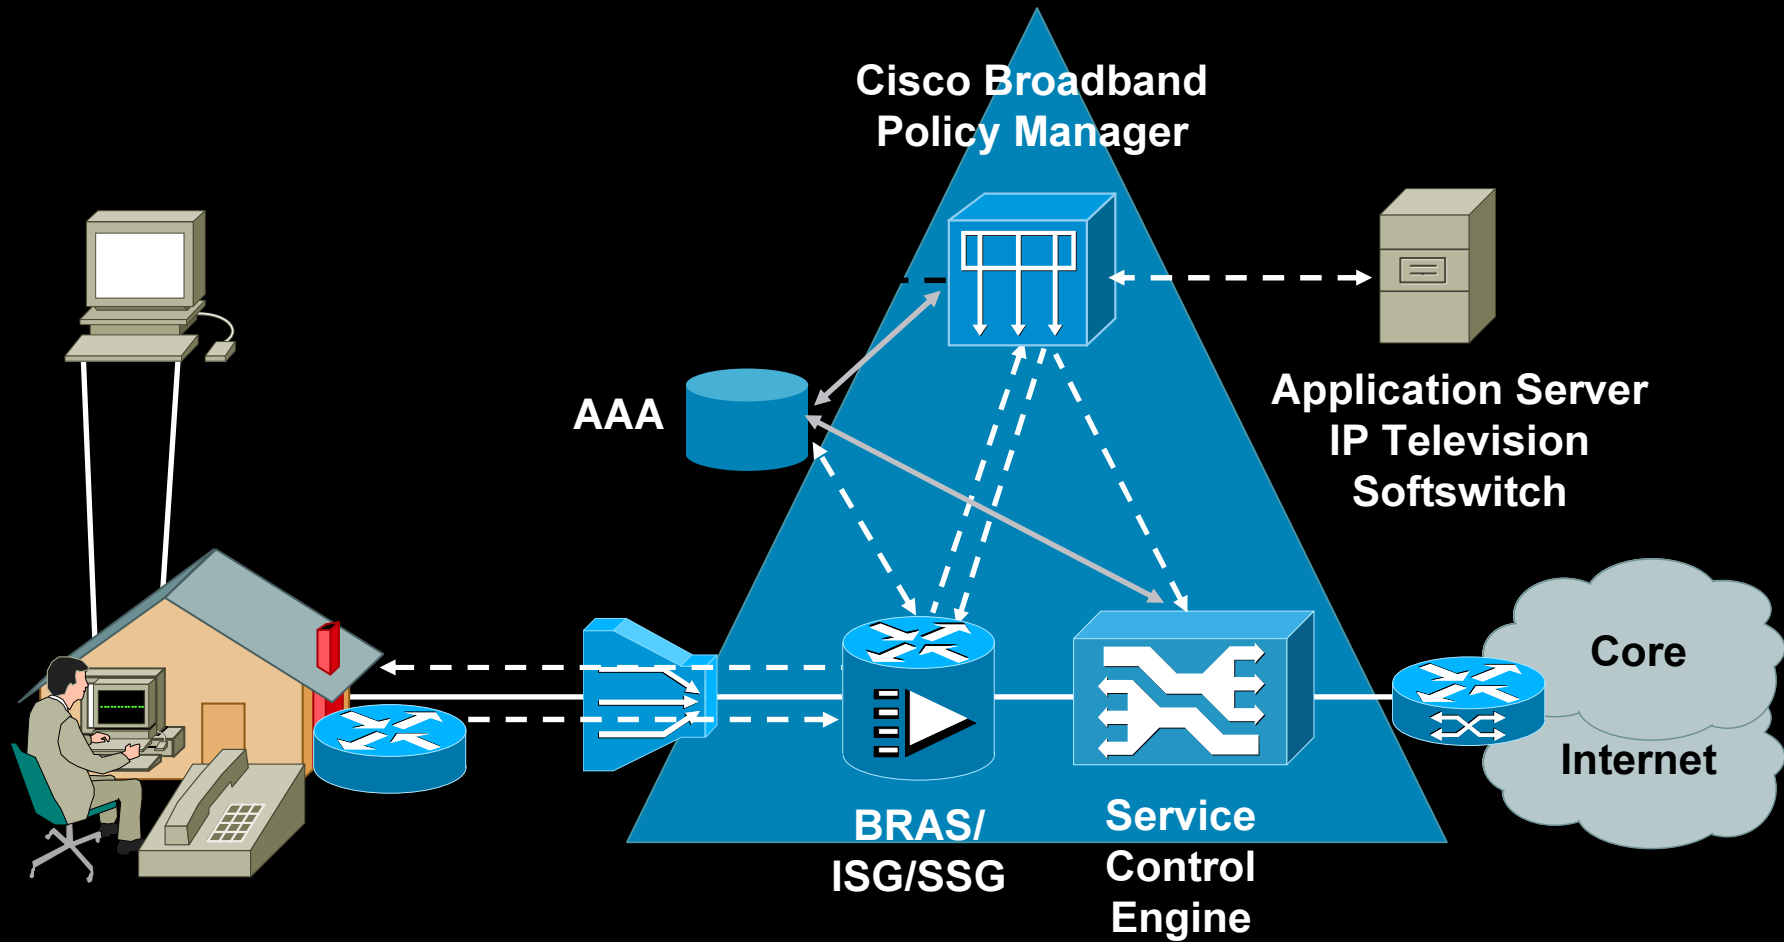 Cisco Broadband
Policy Manager
AAA
Application Server
IP Television
Softswitch
Core
Internet
BRAS/
ISG/SSG
Service
Control
Engine